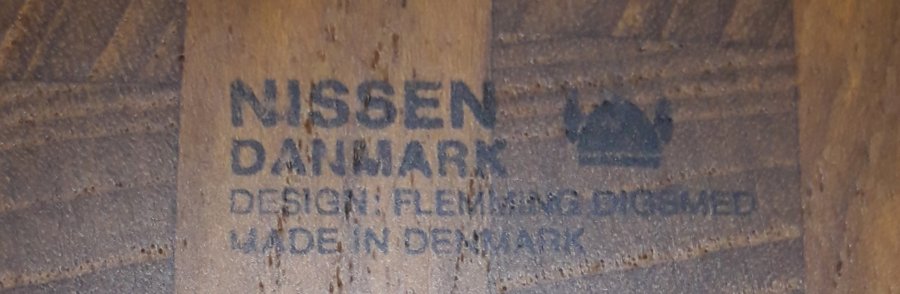 NISSEN
DANMARK
DESIGN: FLEMMING DIGSMED
MADE IN DENMARK